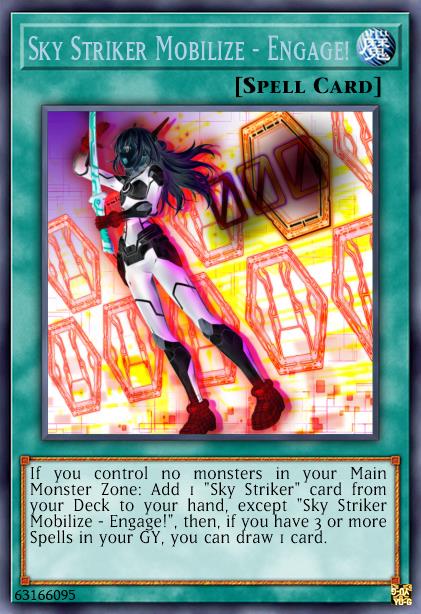 Sky Striker Mobilize - Engage!
魔
[Spell Card]
If you control no monsters in your Main
Monster Zone: Add 1 "Sky Striker" card from
your Deck to your hand, except "Sky Striker
Mobilize - Engage!", then, if you have 3 or more
Spells in your GY, you can draw 1 card.
63166095